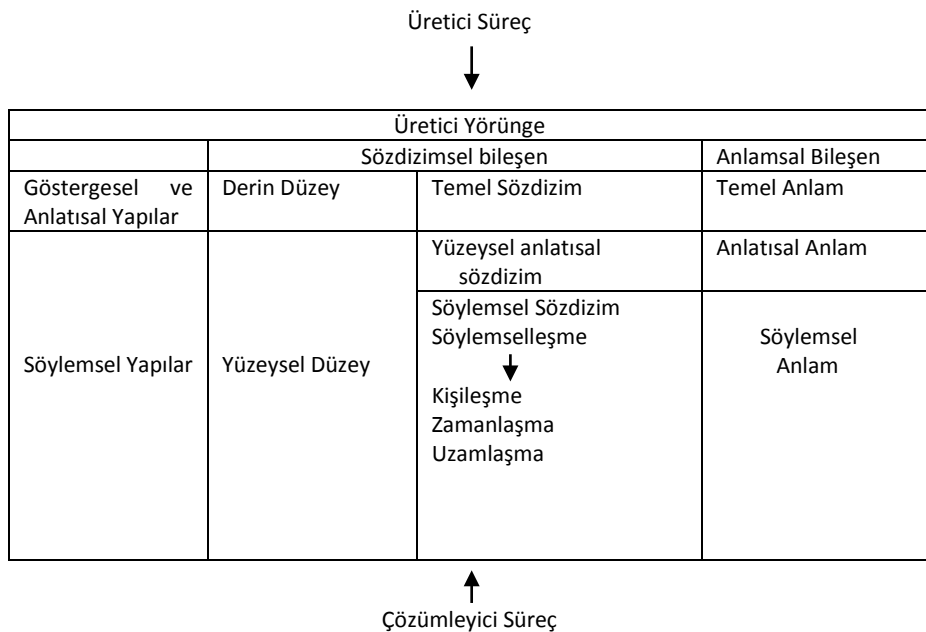 Üretici Süreç
Üretici Yörünge
Sözdizimsel bileşen
Anlamsal Bileşen
Göstergesel ve
Anlatısal Yapılar
Derin Düzey
Temel Sözdizim
Temel Anlam
Yüzeysel anlatısal
sözdizim
Anlatısal Anlam
Söylemsel Yapılar
Yüzeysel Düzey
Söylemsel Sözdizim
Söylemselleşme
Kişileşme
Zamanlaşma
Uzamlaşma
Söylemsel
Anlam
Çözümleyici Süreç